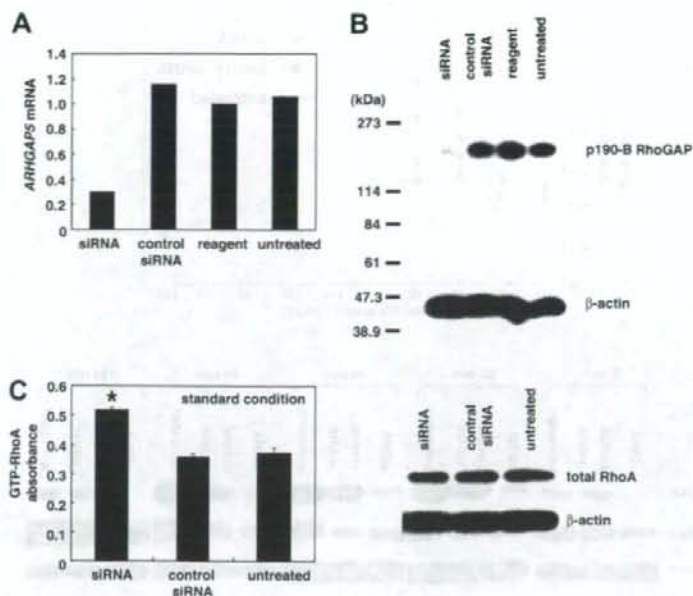 A
ARHGAP5 mRNA
1.4
1.2
1.0
0.8
0.6
0.4
0.2
0
siRNA
control
siRNA
reagent
untreated
B
siRNA
control
siRNA
reagent
untreated
(kDa)
273
114
84
61
47.3
38.9
p190-B RhoGAP
β-actin
C
GTP-RhoA
absorbance
0.6
0.5
0.4
0.3
0.2
0.1
0
*
standard condition
siRNA
control
siRNA
untreated
siRNA
control
siRNA
untreated
total RhoA
β-actin